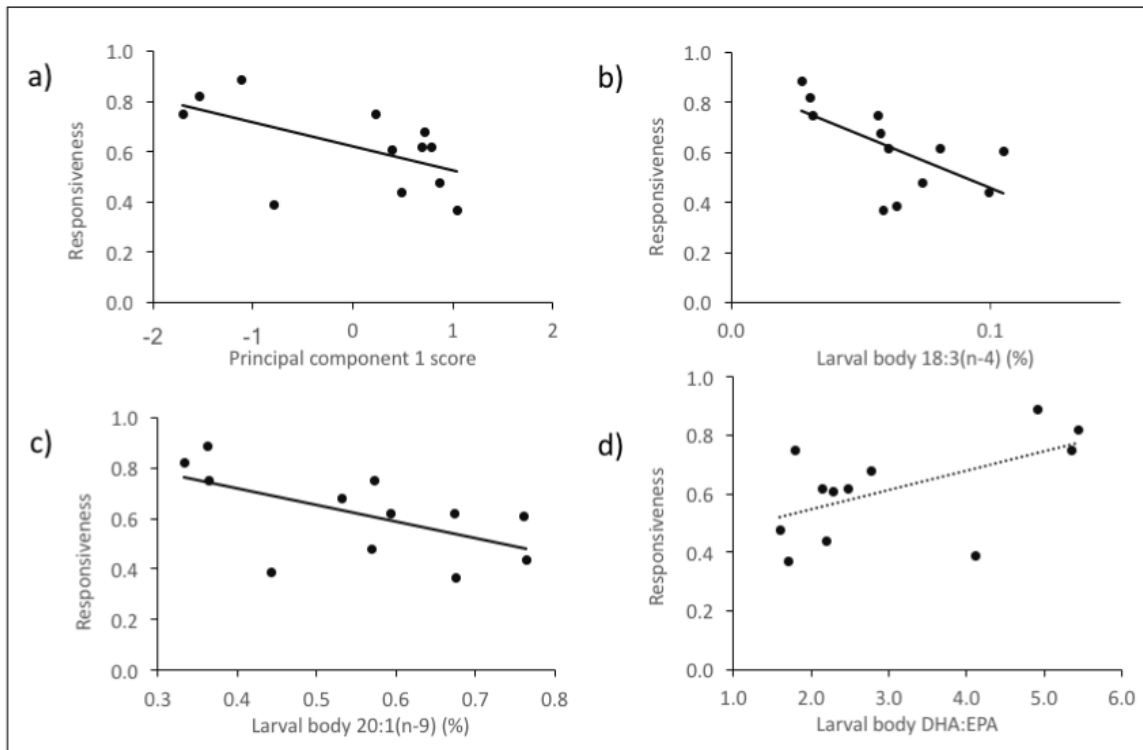 a)
1.0
0.8
0.6
0.4
0.2
0.0
Responsiveness
-2 -1 0 1 2
Principal component 1 score
b)
1.0
0.8
0.6
0.4
0.2
0.0
Responsiveness
0.0 0.1
Larval body 18:3(n-4) (%)
c)
1.0
0.8
0.6
0.4
0.2
0.0
Responsiveness
0.3 0.4 0.5 0.6 0.7 0.8
Larval body 20:1(n-9) (%)
d)
1.0
0.8
0.6
0.4
0.2
0.0
Responsiveness
1.0 2.0 3.0 4.0 5.0 6.0
Larval body DHA:EPA